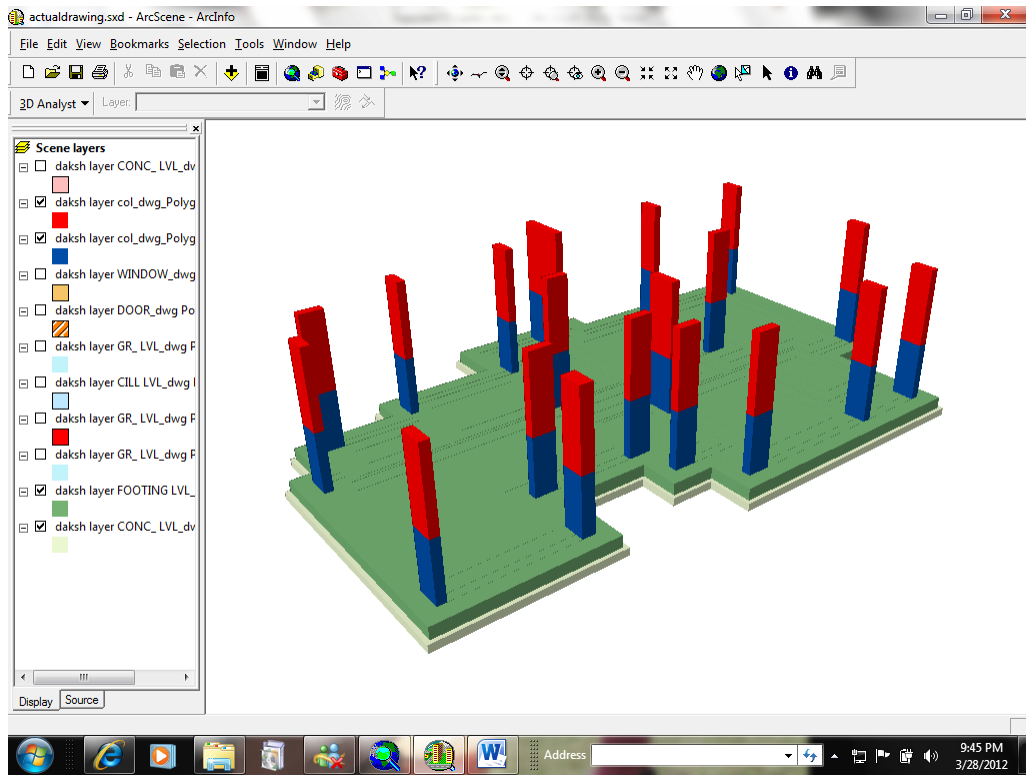 actualdrawing.sxd - ArcScene - ArcInfo
File Edit View Bookmarks Selection Tools Window Help
3D Analyst Layer:
Scene layers
daksh layer CONC_ LVL_dw
daksh layer col_dwg_Polyg
daksh layer col_dwg_Polyg
daksh layer WINDOW_dwg
daksh layer DOOR_dwg Po
daksh layer GR_ LVL_dwg P
daksh layer CILL LVL_dwg
daksh layer GR_ LVL_dwg P
daksh layer GR_ LVL_dwg P
daksh layer FOOTING LVL_
daksh layer CONC_ LVL_dw
Display Source
Address
9:45 PM
3/28/2012